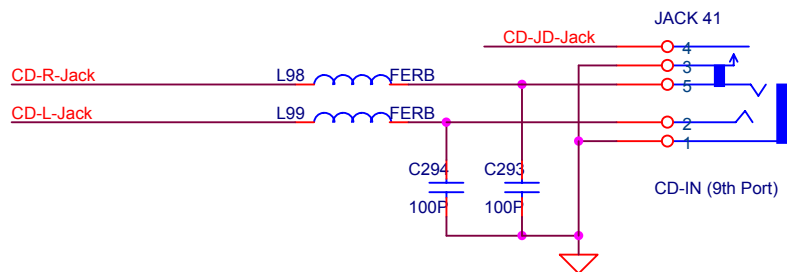 JACK 41
CD-JD-Jack
4
3
CD-R-Jack
L98
FERB
5
CD-L-Jack
L99
FERB
2
1
C294
C293
100P
100P
CD-IN (9th Port)